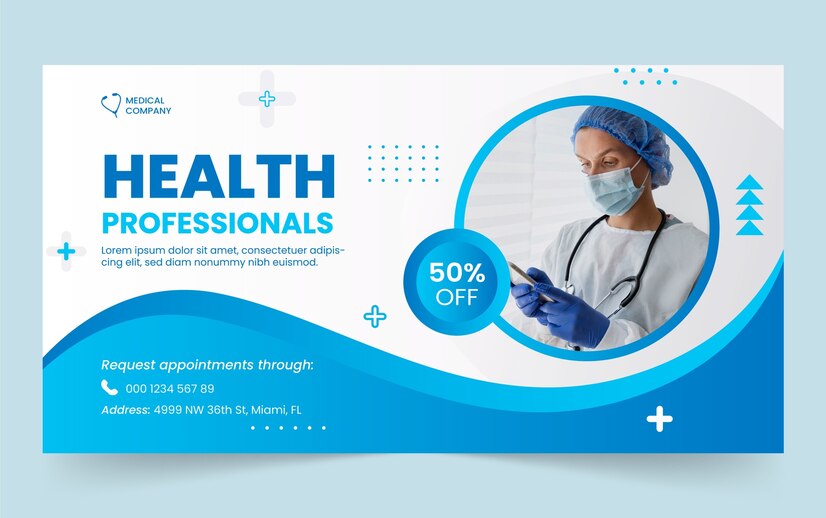 MEDICAL
COMPANY
HEALTH
PROFESSIONALS
Lorem ipsum dolor sit amet, consectetuer adipis-
cing elit, sed diam nonummy nibh euismod.
50%
OFF
Request appointments through:
000 1234 567 89
Address: 4999 NW 36th St, Miami, FL